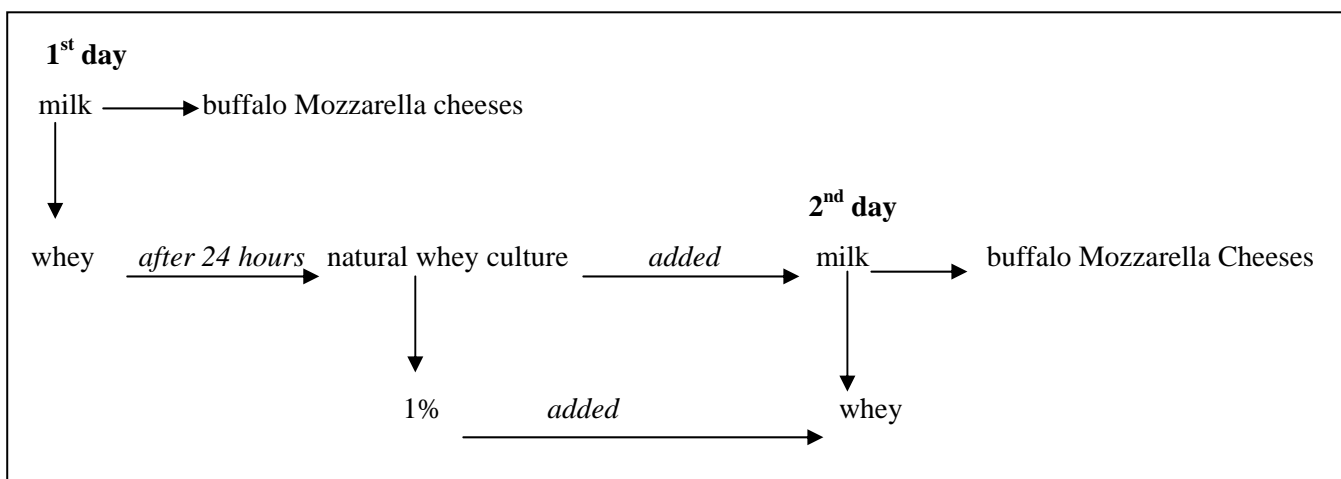 1st day
milk buffalo Mozzarella cheeses
2nd day
whey after 24 hours natural whey culture added milk buffalo Mozzarella Cheeses
1% added whey